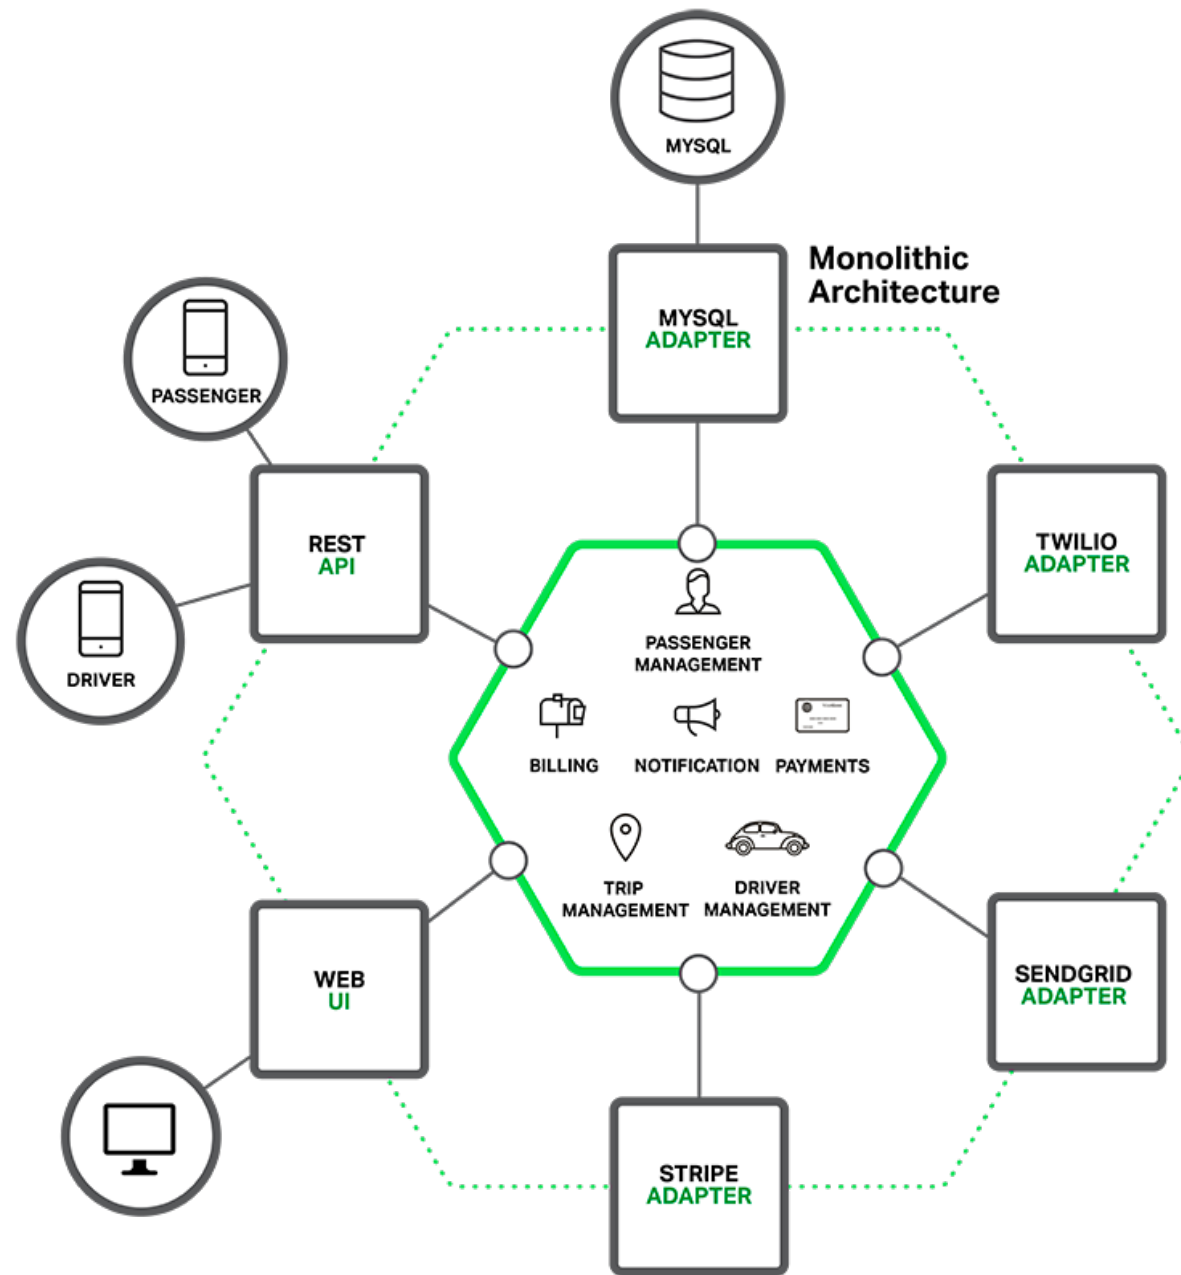 MYSQL
Monolithic
Architecture
MYSQL
ADAPTER
PASSENGER
REST
API
TWILIO
ADAPTER
DRIVER
PASSENGER
MANAGEMENT
BILLING
NOTIFICATION
PAYMENTS
TRIP
MANAGEMENT
DRIVER
MANAGEMENT
WEB
UI
SENDGRID
ADAPTER
STRIPE
ADAPTER